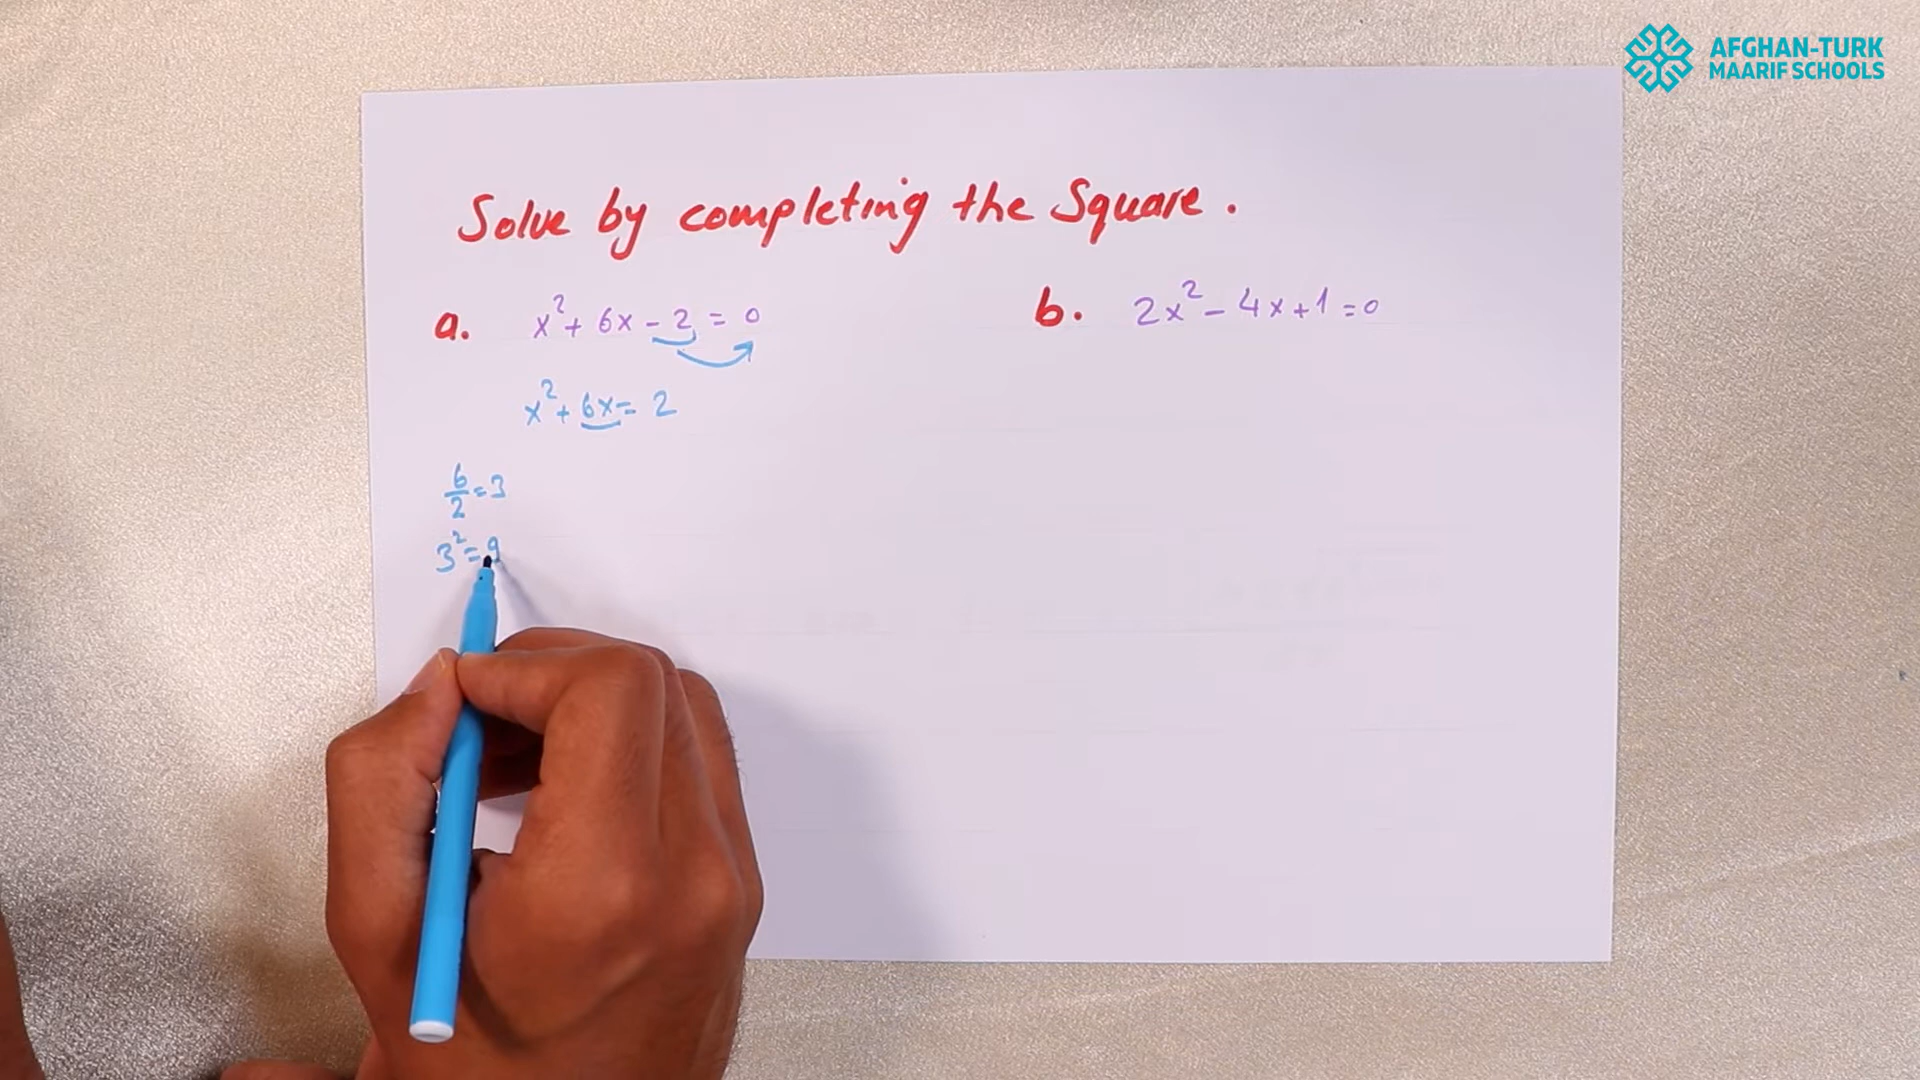 AFGHAN-TURK
MAARIF SCHOOLS
Solve by completing the Square.
a. x² + 6x - 2 = 0
b. 2x² - 4x + 1 = 0
x² + 6x = 2
6/2 = 3
3² = 9